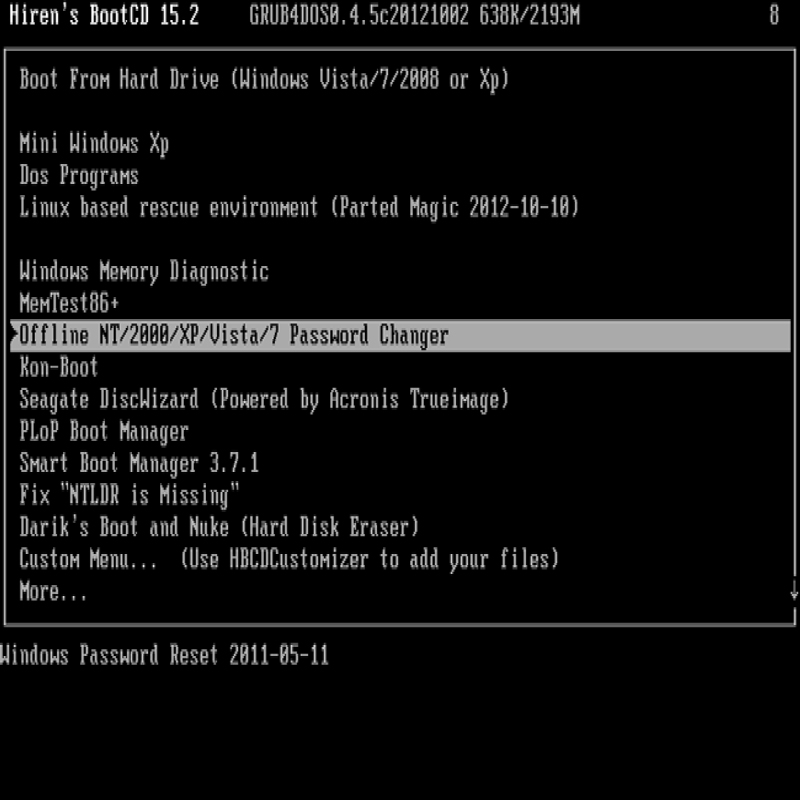 Hiren's BootCD 15.2 GRUB4DOS0.4.5c20121002 638K/2193M 8
Boot From Hard Drive (Windows Vista/7/2008 or Xp)
Mini Windows Xp
Dos Programs
Linux based rescue environment (Parted Magic 2012-10-10)
Windows Memory Diagnostic
MemTest86+
Offline NT/2000/XP/Vista/7 Password Changer
Kon-Boot
Seagate DiscWizard (Powered by Acronis Trueimage)
PLoP Boot Manager
Smart Boot Manager 3.7.1
Fix "NTLDR is Missing"
Darik's Boot and Nuke (Hard Disk Eraser)
Custom Menu... (Use HBCDCustomizer to add your files)
More...
Windows Password Reset 2011-05-11